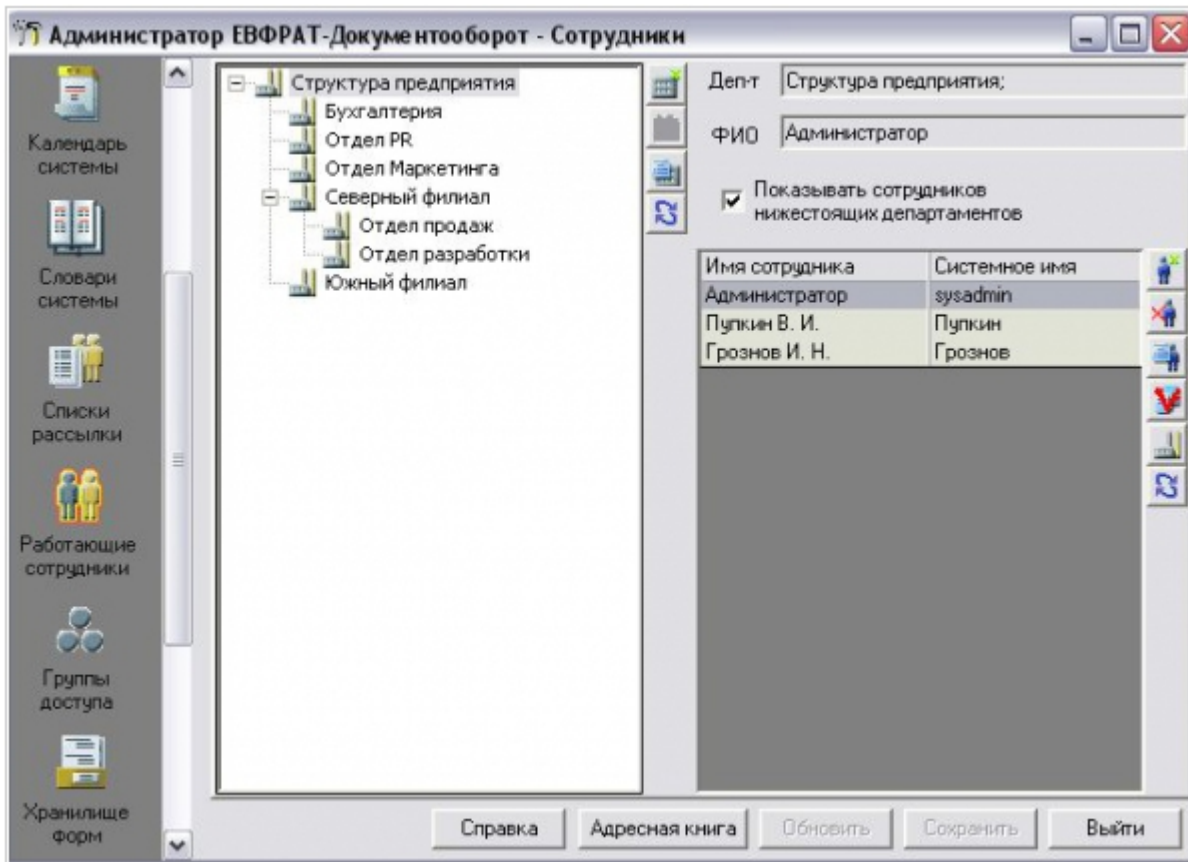 Администратор ЕВФРАТ-Документооборот - Сотрудники
Календарь
системы
Словари
системы
Списки
рассылки
Работающие
сотрудники
Группы
доступа
Хранилище
форм
Структура предприятия
Бухгалтерия
Отдел PR
Отдел Маркетинга
Северный филиал
Отдел продаж
Отдел разработки
Южный филиал
Деп-т Структура предприятия;
ФИО Администратор
Показывать сотрудников
нижестоящих департаментов
Имя сотрудника Системное имя
Администратор sysadmin
Пупкин В. И. Пупкин
Грознов И. Н. Грознов
Справка Адресная книга Обновить Сохранить Выйти